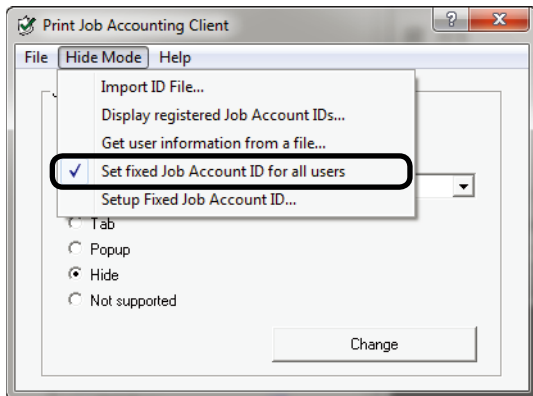 Print Job Accounting Client
File Hide Mode Help
Import ID File...
Display registered Job Account IDs...
Get user information from a file...
Set fixed Job Account ID for all users
Setup Fixed Job Account ID...
Tab
Popup
Hide
Not supported
Change